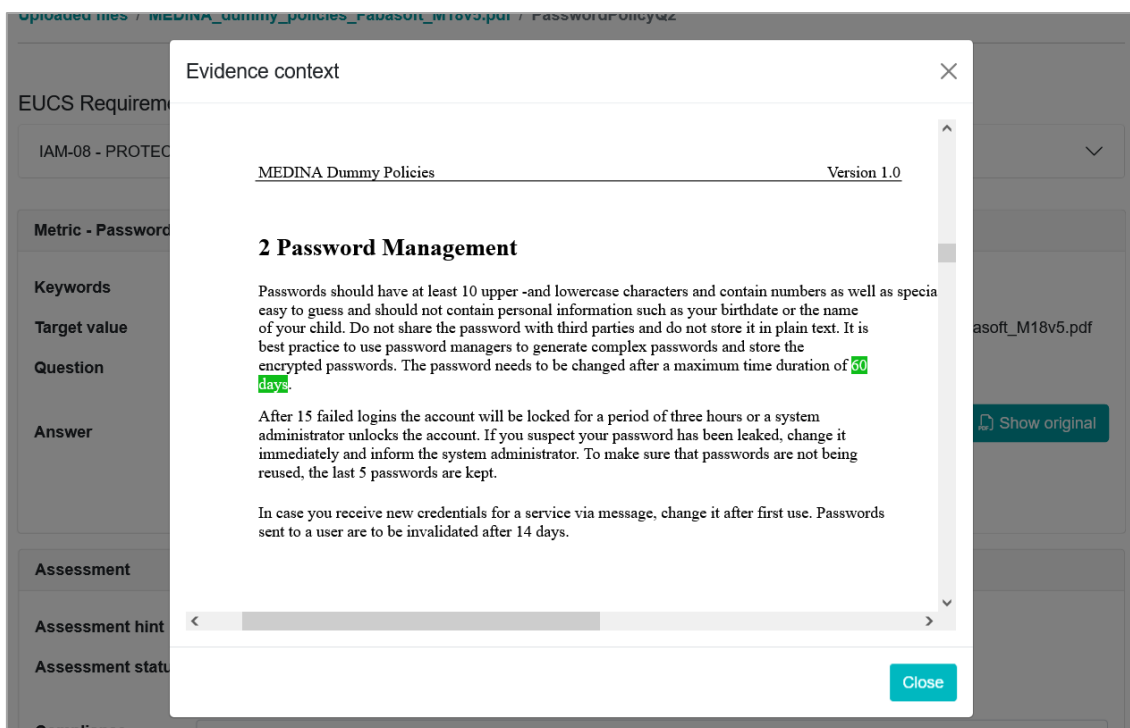 Uploaded files / MEDINA_dummy_policies_Fabasoft_M18v5.pdf / PasswordPolicyQ2
Evidence context
EUCS Requirem
IAM-08 - PROTEC
MEDINA Dummy Policies Version 1.0
Metric - Password
2 Password Management
Keywords
Passwords should have at least 10 upper -and lowercase characters and contain numbers as well as specia
easy to guess and should not contain personal information such as your birthdate or the name
Target value
of your child. Do not share the password with third parties and do not store it in plain text. It is
asoft_M18v5.pdf
best practice to use password managers to generate complex passwords and store the
Question
encrypted passwords. The password needs to be changed after a maximum time duration of 60
days.
After 15 failed logins the account will be locked for a period of three hours or a system
Answer
administrator unlocks the account. If you suspect your password has been leaked, change it
Show original
immediately and inform the system administrator. To make sure that passwords are not being
reused, the last 5 passwords are kept.
In case you receive new credentials for a service via message, change it after first use. Passwords
sent to a user are to be invalidated after 14 days.
Assessment
Assessment hint
Assessment statu
Close